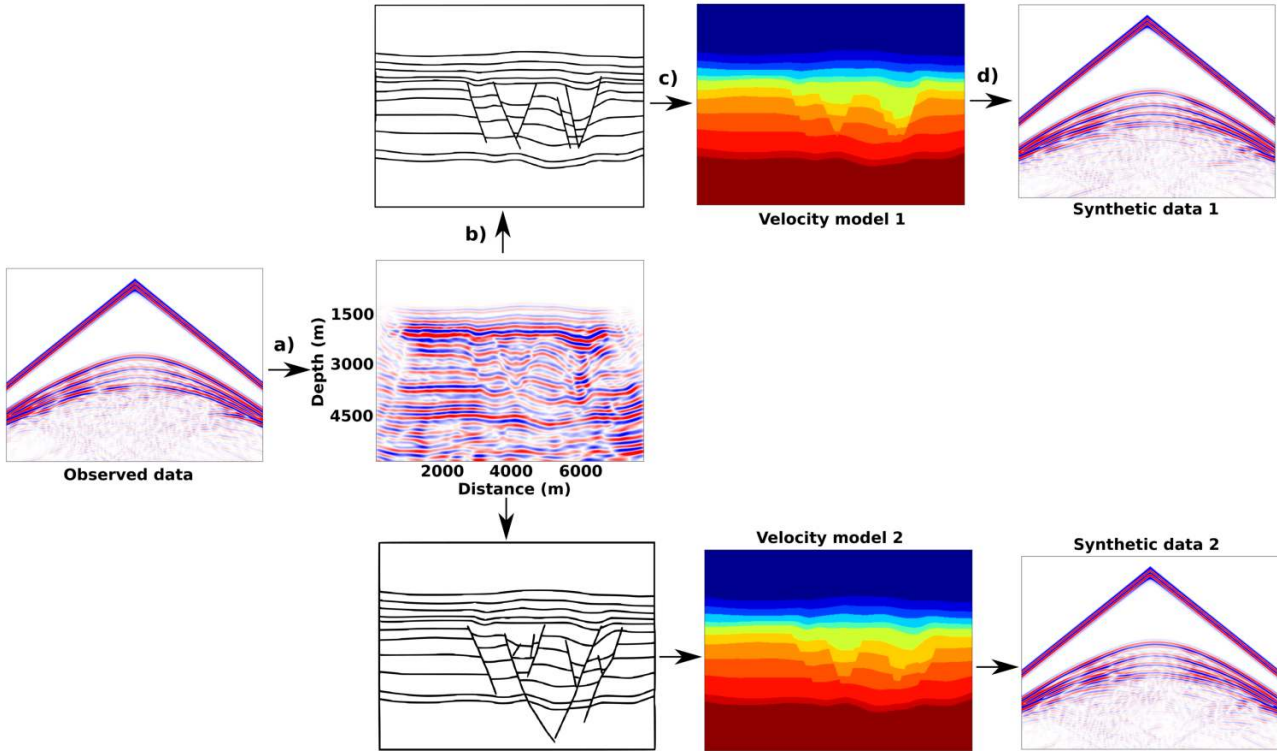 c)
d)
Velocity model 1
Synthetic data 1
b)
a)
Observed data
Depth (m)
1500
3000
4500
2000 4000 6000
Distance (m)
Velocity model 2
Synthetic data 2